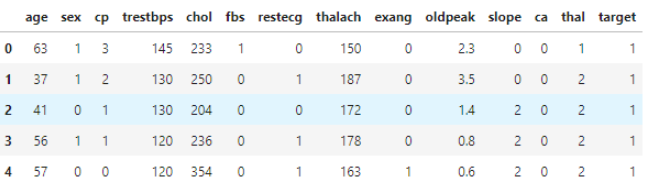 age sex cp trestbps chol fbs restecg thalach exang oldpeak slope ca thal target
0 63 1 3 145 233 1 0 150 0 2.3 0 0 1 1
1 37 1 2 130 250 0 1 187 0 3.5 0 0 2 1
2 41 0 1 130 204 0 0 172 0 1.4 2 0 2 1
3 56 1 1 120 236 0 1 178 0 0.8 2 0 2 1
4 57 0 0 120 354 0 1 163 1 0.6 2 0 2 1